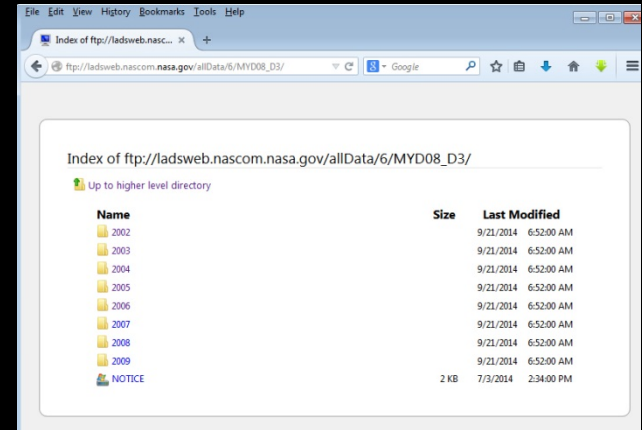 File Edit View History Bookmarks Tools Help
Index of ftp://ladsweb.nasc... × +
ftp://ladsweb.nascom.nasa.gov/allData/6/MYD08_D3/ 8 - Google
Index of ftp://ladsweb.nascom.nasa.gov/allData/6/MYD08_D3/
Up to higher level directory
Name Size Last Modified
2002 9/21/2014 6:52:00 AM
2003 9/21/2014 6:52:00 AM
2004 9/21/2014 6:52:00 AM
2005 9/21/2014 6:52:00 AM
2006 9/21/2014 6:52:00 AM
2007 9/21/2014 6:52:00 AM
2008 9/21/2014 6:52:00 AM
2009 9/21/2014 6:52:00 AM
NOTICE 2 KB 7/3/2014 2:34:00 PM